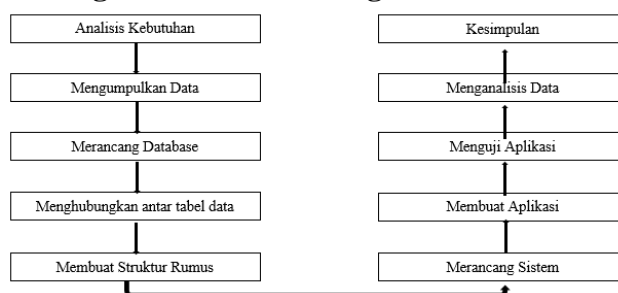 Analisis Kebutuhan
Mengumpulkan Data
Merancang Database
Menghubungkan antar tabel data
Membuat Struktur Rumus
Merancang Sistem
Membuat Aplikasi
Menguji Aplikasi
Menganalisis Data
Kesimpulan